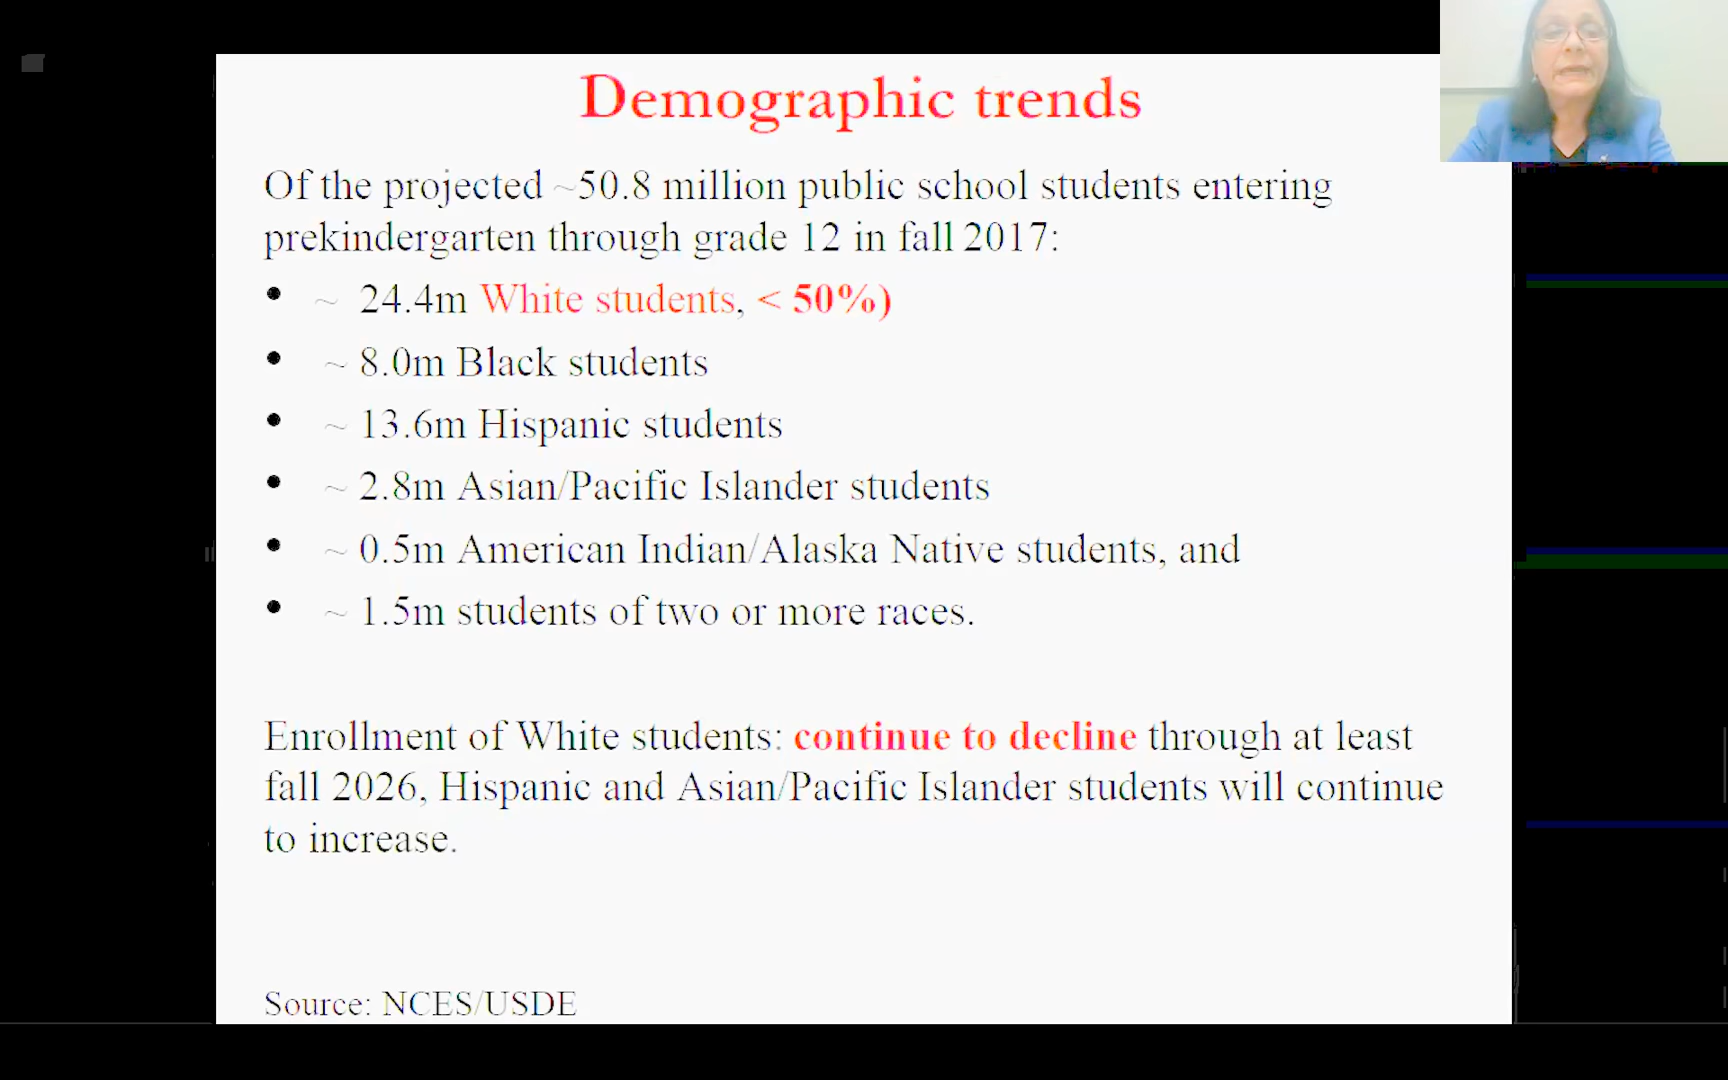 Demographic trends
Of the projected ~50.8 million public school students entering
prekindergarten through grade 12 in fall 2017:
• ~ 24.4m White students, < 50%)
• ~ 8.0m Black students
• ~ 13.6m Hispanic students
• ~ 2.8m Asian/Pacific Islander students
• ~ 0.5m American Indian/Alaska Native students, and
• ~ 1.5m students of two or more races.
Enrollment of White students: continue to decline through at least
fall 2026, Hispanic and Asian/Pacific Islander students will continue
to increase.
Source: NCES/USDE